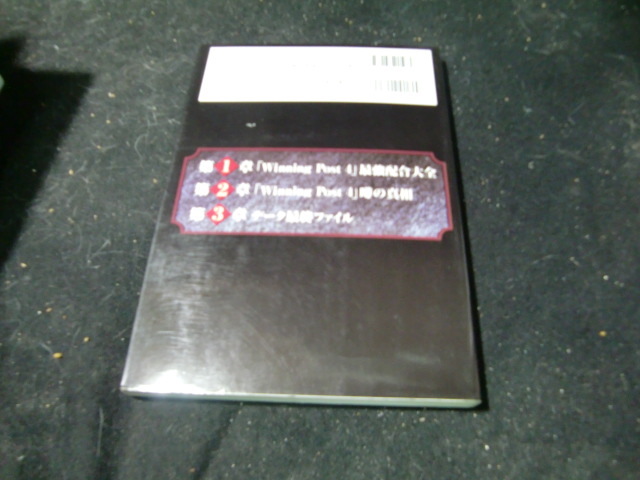 第1章「Winning Post 4」最強配合大全
第2章「Winning Post 4」噂の真相
第3章 データ最勝ファイル